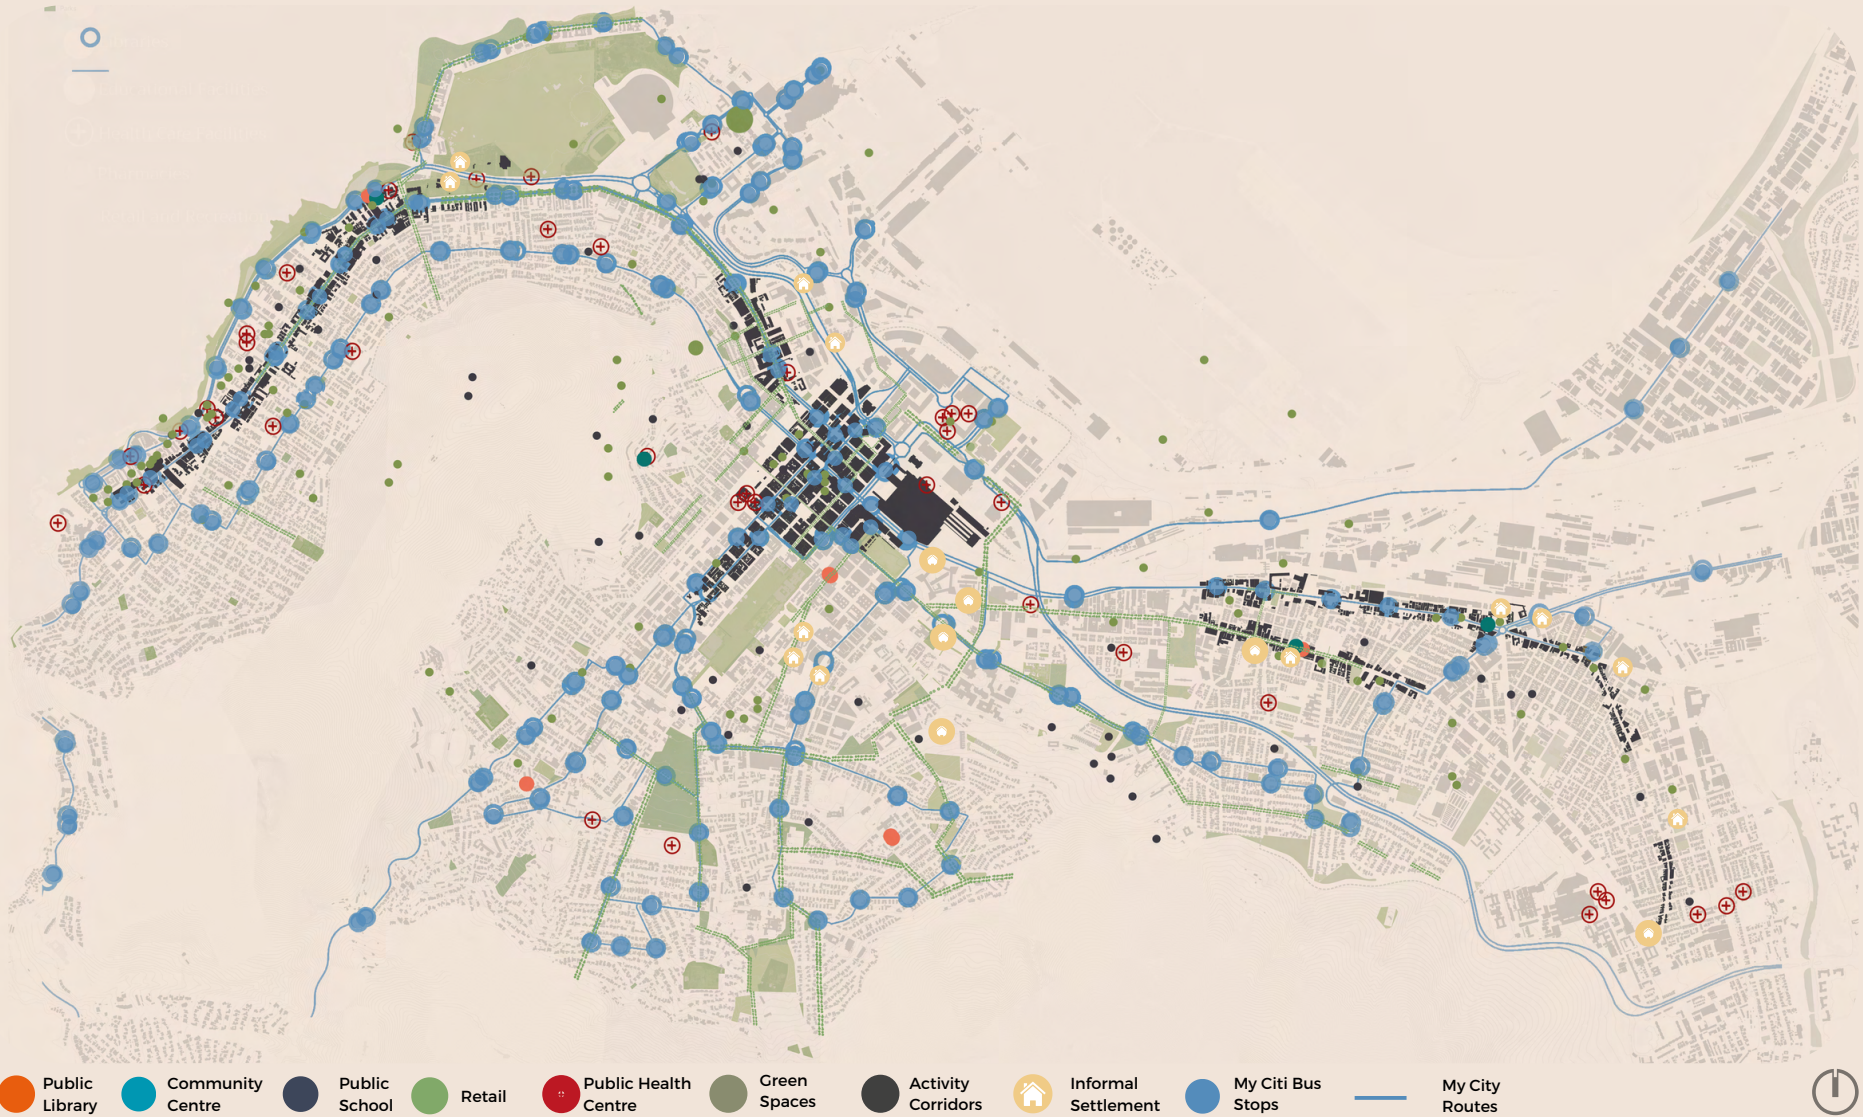 Public
Library
Community
Centre
Public
School
Retail
Public Health
Centre
Green
Spaces
Activity
Corridors
Informal
Settlement
My Citi Bus
Stops
My City
Routes